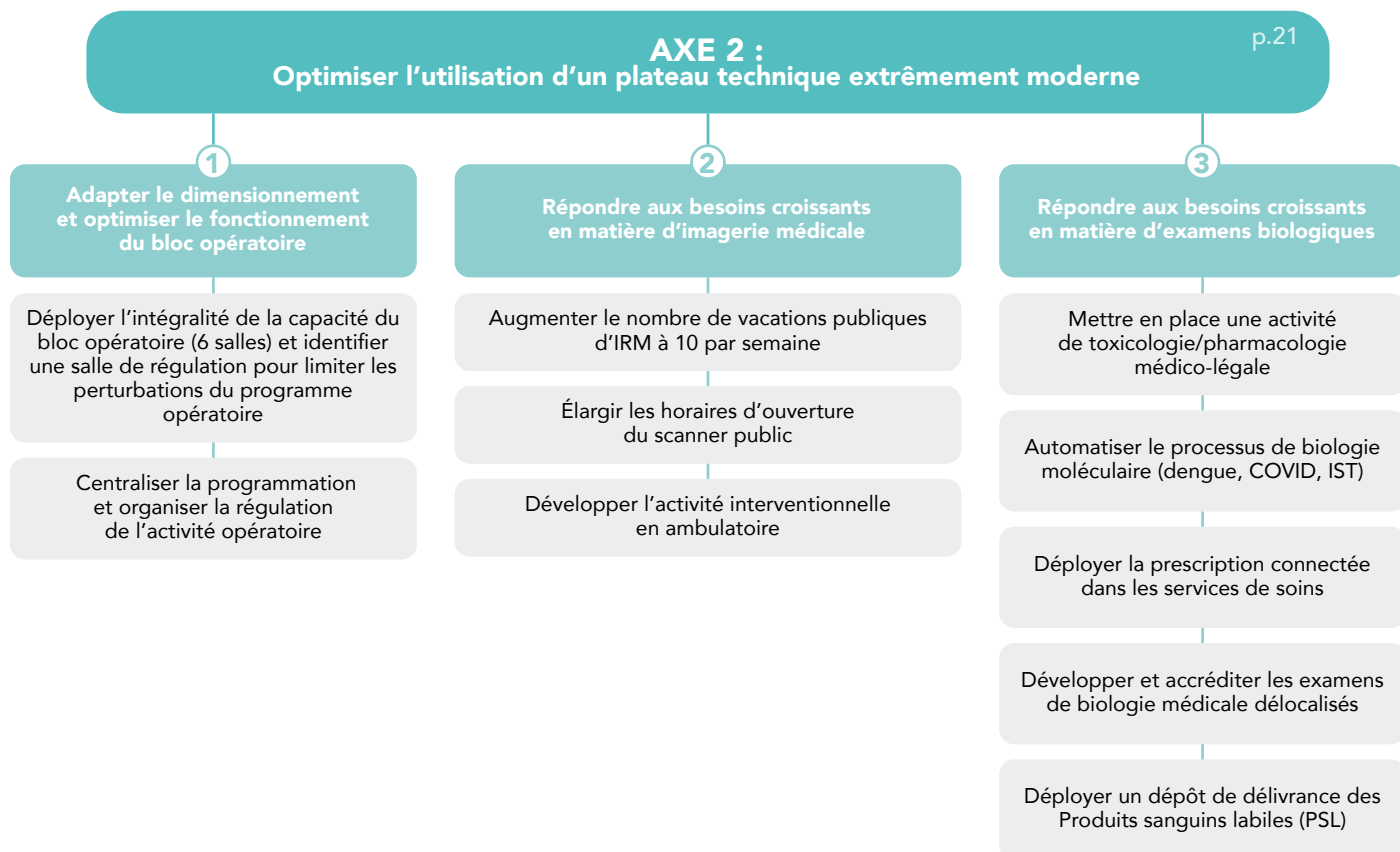 p.21
AXE 2 :
Optimiser l’utilisation d’un plateau technique extrêmement moderne
1
Adapter le dimensionnement
et optimiser le fonctionnement
du bloc opératoire
Déployer l’intégralité de la capacité du
bloc opératoire (6 salles) et identifier
une salle de régulation pour limiter les
perturbations du programme
opératoire
Centraliser la programmation
et organiser la régulation
de l’activité opératoire
2
Répondre aux besoins croissants
en matière d’imagerie médicale
Augmenter le nombre de vacations publiques
d’IRM à 10 par semaine
Élargir les horaires d’ouverture
du scanner public
Développer l’activité interventionnelle
en ambulatoire
3
Répondre aux besoins croissants
en matière d’examens biologiques
Mettre en place une activité
de toxicologie/pharmacologie
médico-légale
Automatiser le processus de biologie
moléculaire (dengue, COVID, IST)
Déployer la prescription connectée
dans les services de soins
Développer et accréditer les examens
de biologie médicale délocalisés
Déployer un dépôt de délivrance des
Produits sanguins labiles (PSL)